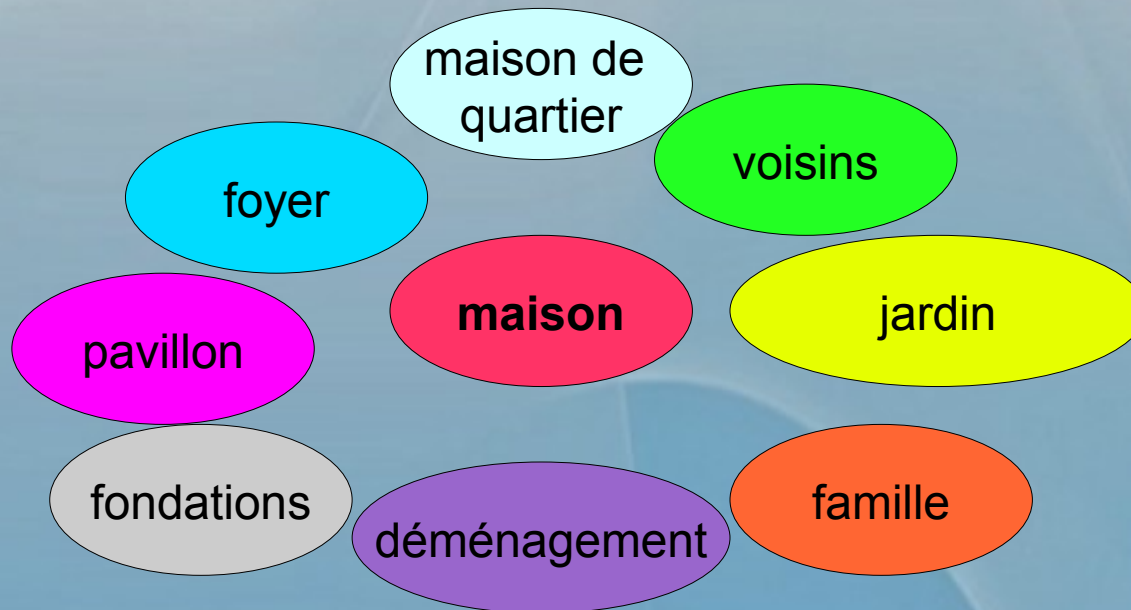 maison de
quartier
voisins
foyer
maison
jardin
pavillon
fondations
famille
déménagement